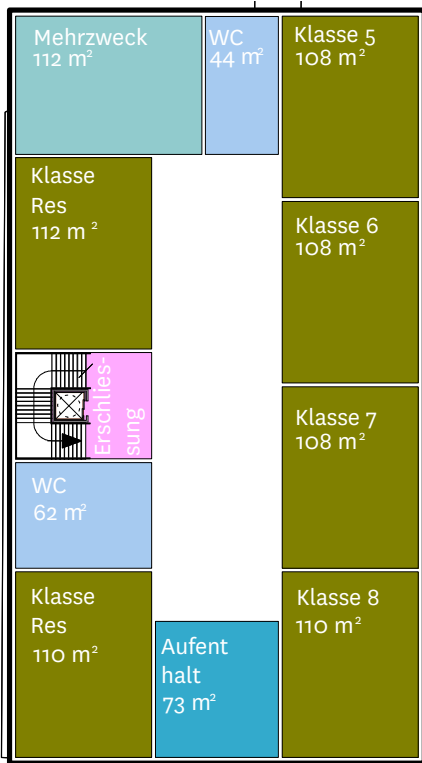 Mehrzweck
112 m²
WC
44 m²
Klasse 5
108 m²
Klasse
Res
112 m ²
Klasse 6
108 m²
Erschlies-
sung
Klasse 7
108 m²
WC
62 m²
Klasse
Res
110 m²
Aufent
halt
73 m²
Klasse 8
110 m²